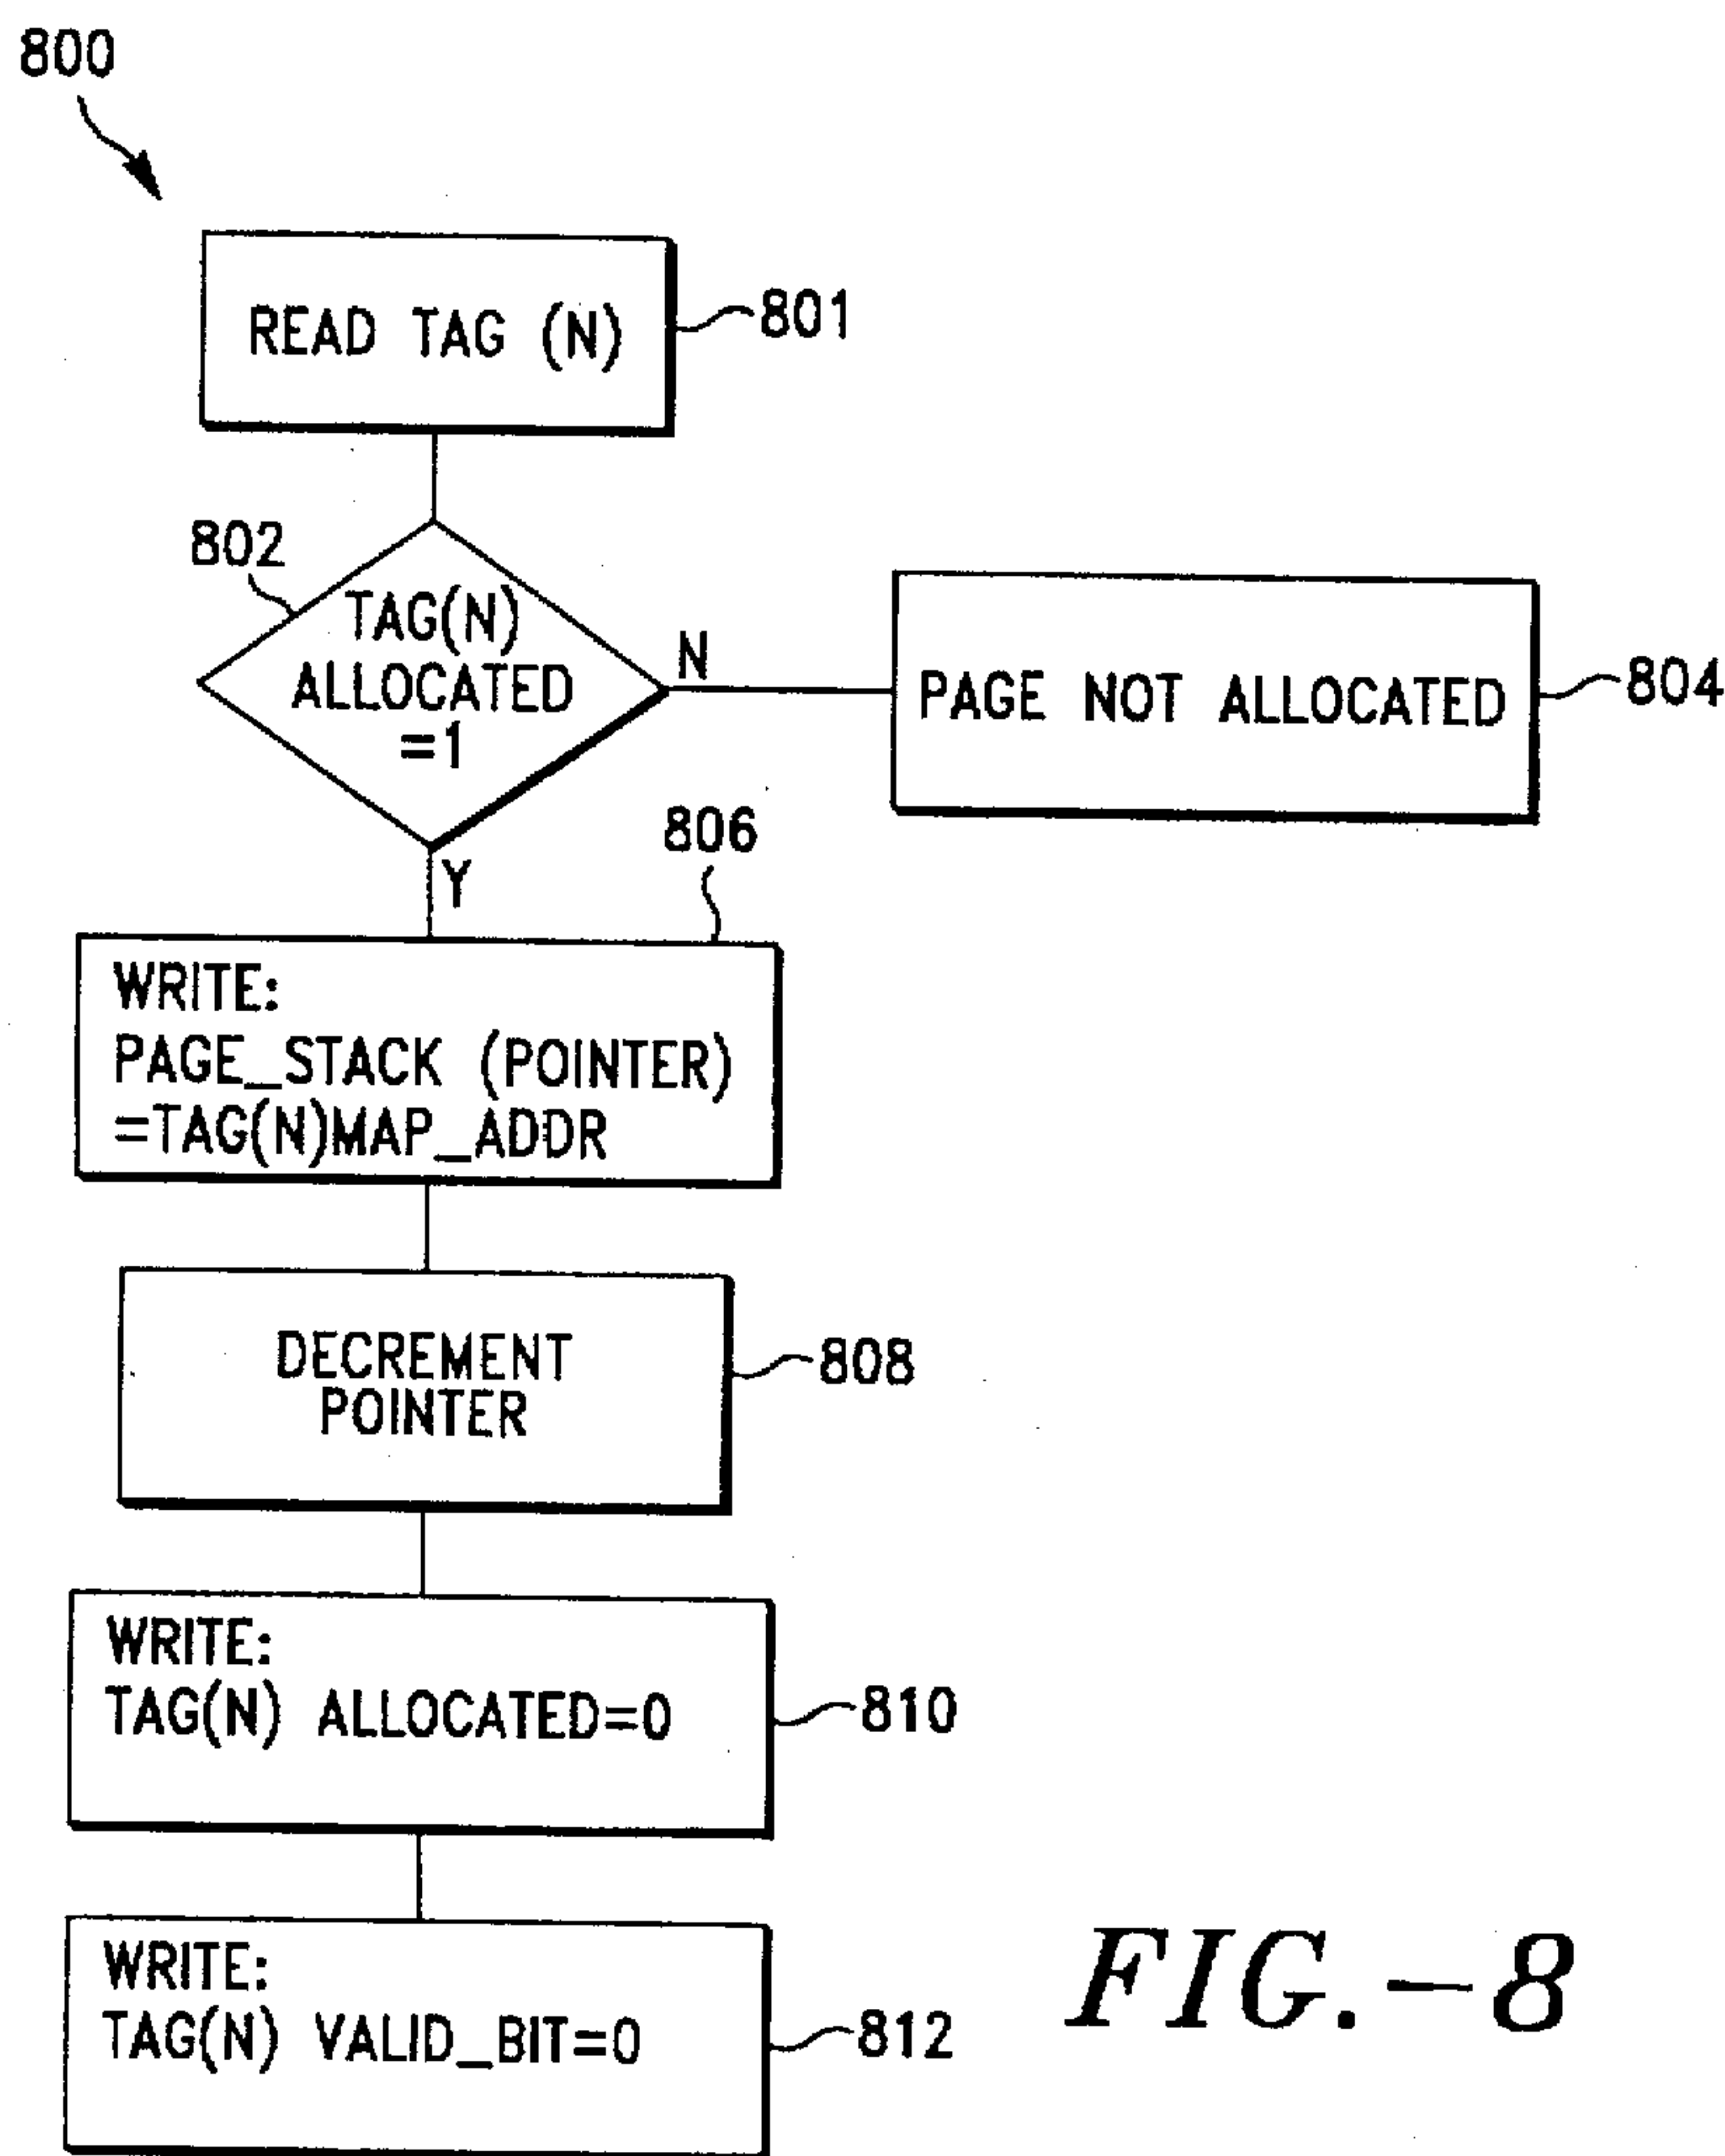 800
READ TAG (N)
801
802
TAG(N)
ALLOCATED
=1
N
PAGE NOT ALLOCATED
804
Y
806
WRITE:
PAGE_STACK (POINTER)
=TAG(N)MAP_ADDR
DECREMENT
POINTER
808
WRITE:
TAG(N) ALLOCATED=0
810
WRITE:
TAG(N) VALID_BIT=0
812
FIG.-8